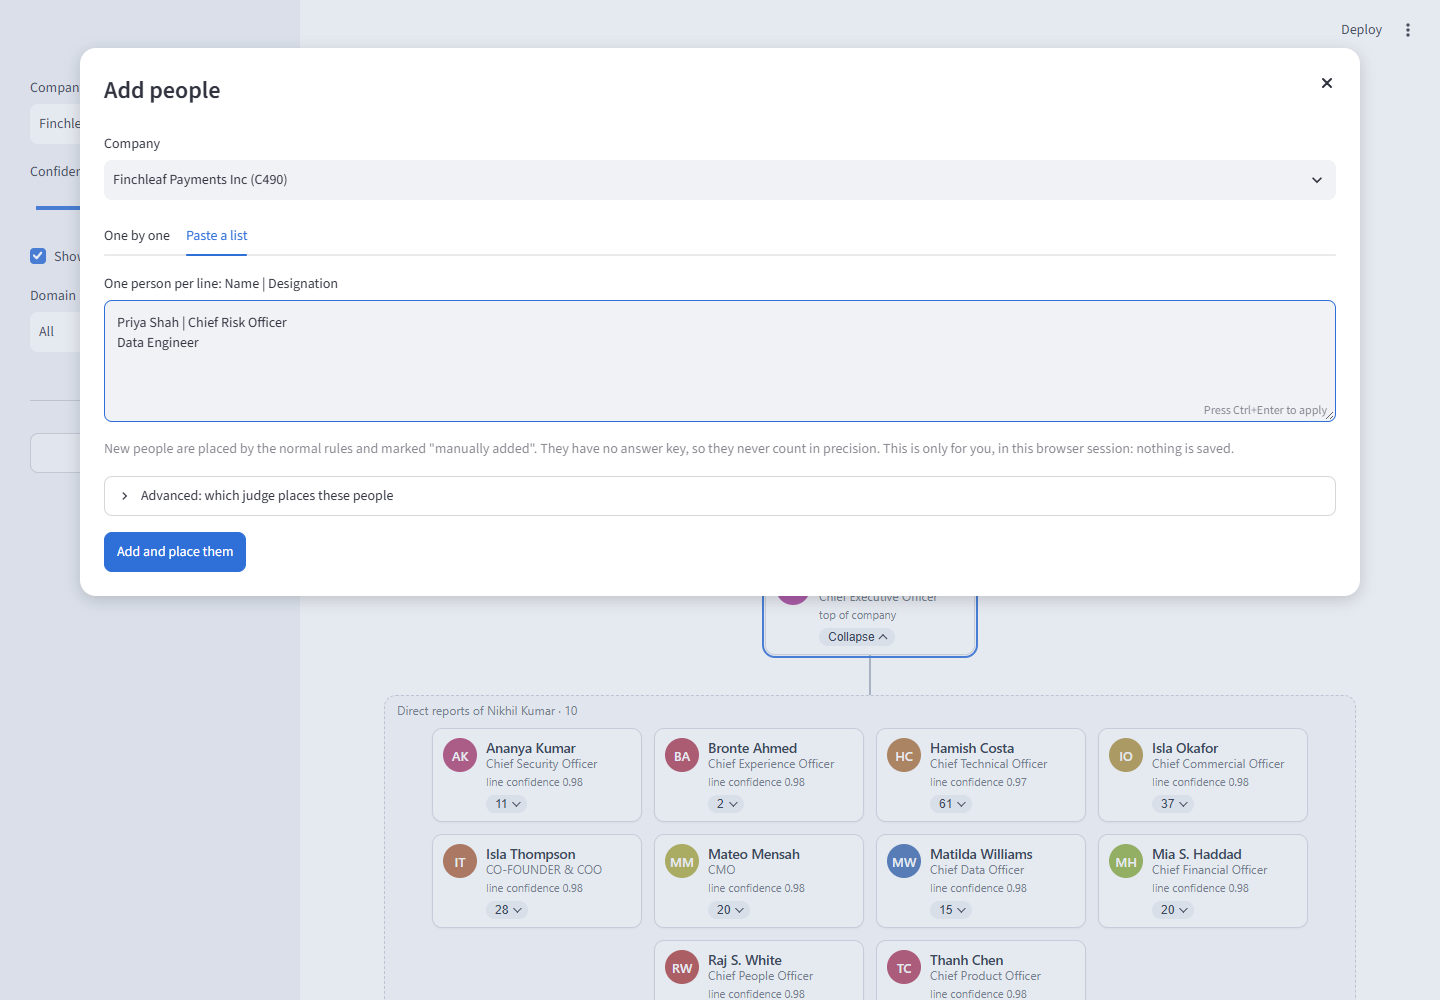 Deploy
Add people
Company
Finchleaf Payments Inc (C490)
One by one
Paste a list
One person per line: Name | Designation
Priya Shah | Chief Risk Officer
Data Engineer
Press Ctrl+Enter to apply
New people are placed by the normal rules and marked "manually added". They have no answer key, so they never count in precision. This is only for you, in this browser session: nothing is saved.
Advanced: which judge places these people
Add and place them
Domain
All
Chief Executive Officer
top of company
Collapse
Direct reports of Nikhil Kumar · 10
AK
Ananya Kumar
Chief Security Officer
line confidence 0.98
11
BA
Bronte Ahmed
Chief Experience Officer
line confidence 0.98
2
HC
Hamish Costa
Chief Technical Officer
line confidence 0.97
61
IO
Isla Okafor
Chief Commercial Officer
line confidence 0.98
37
IT
Isla Thompson
CO-FOUNDER & COO
line confidence 0.98
28
MM
Mateo Mensah
CMO
line confidence 0.98
20
MW
Matilda Williams
Chief Data Officer
line confidence 0.98
15
MH
Mia S. Haddad
Chief Financial Officer
line confidence 0.98
20
RW
Raj S. White
Chief People Officer
line confidence 0.98
TC
Thanh Chen
Chief Product Officer
line confidence 0.98